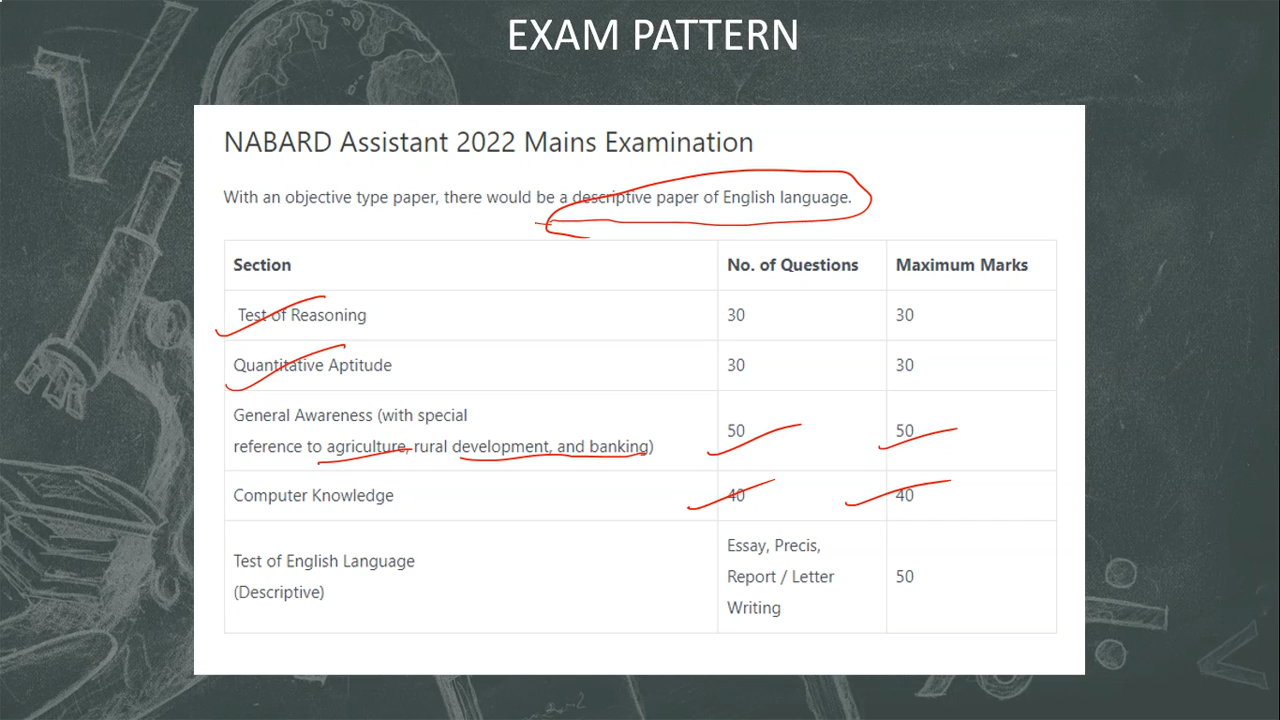 EXAM PATTERN
NABARD Assistant 2022 Mains Examination
With an objective type paper, there would be a descriptive paper of English language.
Section No. of Questions Maximum Marks
Test of Reasoning 30 30
Quantitative Aptitude 30 30
General Awareness (with special
reference to agriculture, rural development, and banking) 50 50
Computer Knowledge 40 40
Test of English Language
(Descriptive)
Essay, Precis,
Report / Letter
Writing
50